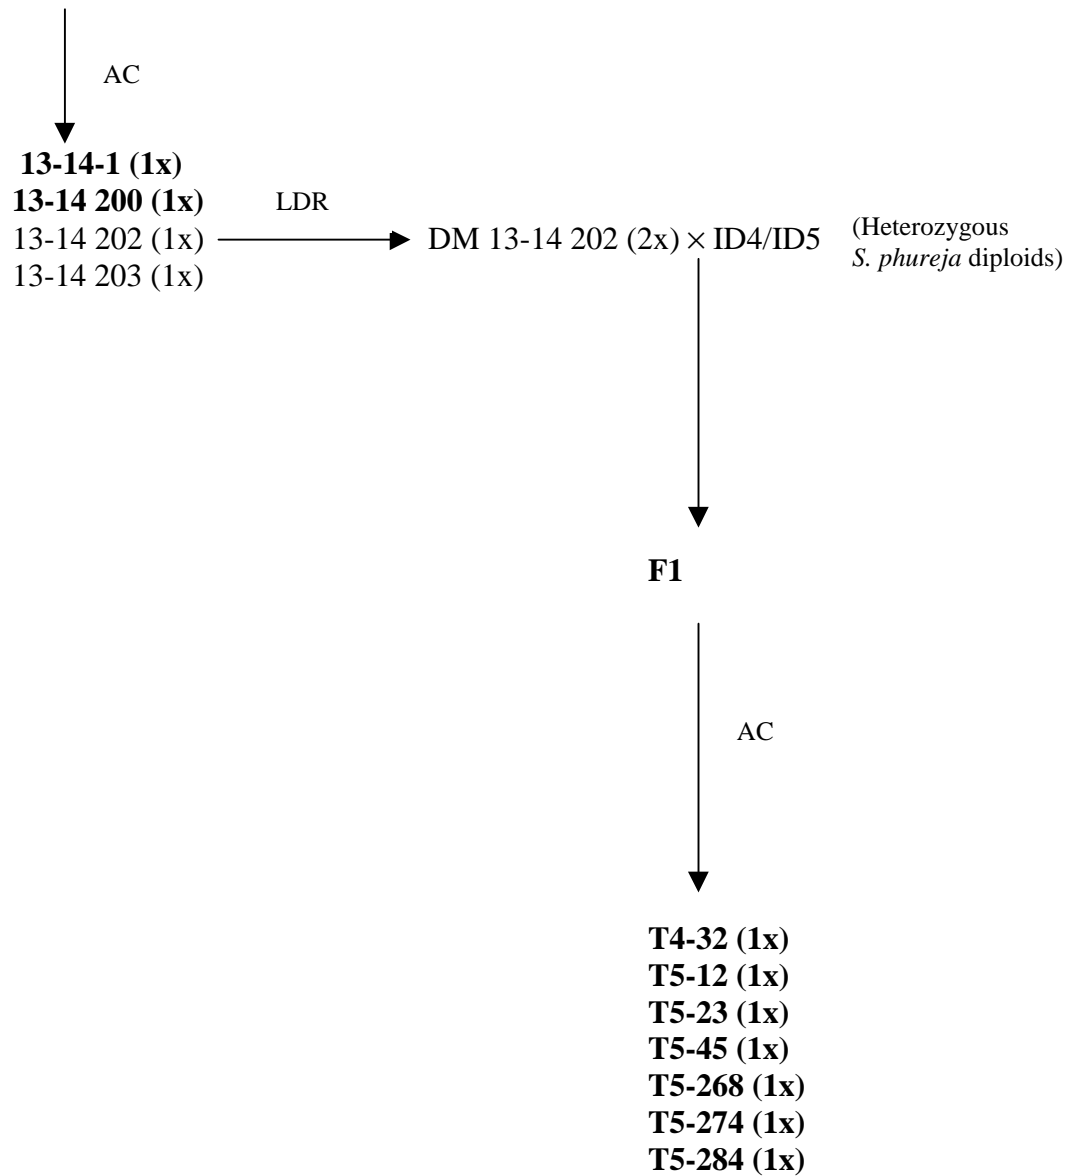 AC
13-14-1 (1x)
13-14 200 (1x)
LDR
13-14 202 (1x)
13-14 203 (1x)
DM 13-14 202 (2x) × ID4/ID5
(Heterozygous
S. phureja diploids)
F1
AC
T4-32 (1x)
T5-12 (1x)
T5-23 (1x)
T5-45 (1x)
T5-268 (1x)
T5-274 (1x)
T5-284 (1x)